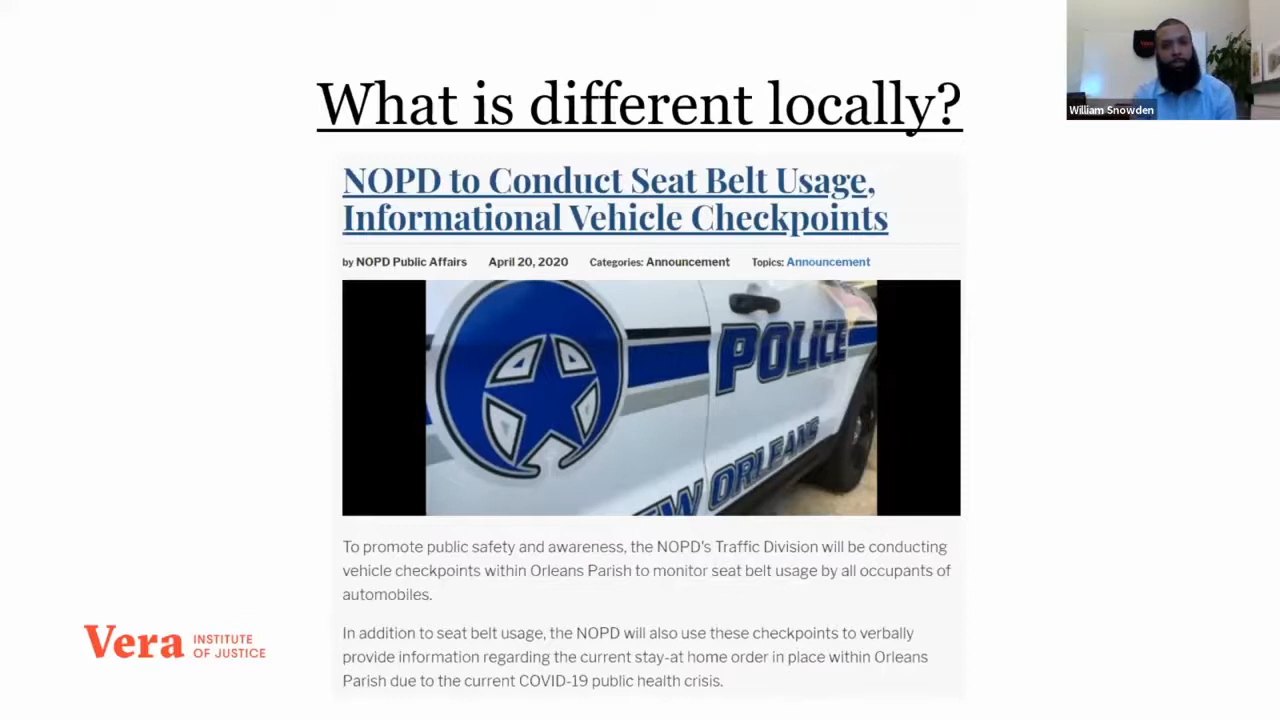 What is different locally?
William Snowden
NOPD to Conduct Seat Belt Usage,
Informational Vehicle Checkpoints
by NOPD Public Affairs April 20, 2020 Categories: Announcement Topics: Announcement
POLICE
NEW ORLEANS
To promote public safety and awareness, the NOPD's Traffic Division will be conducting
vehicle checkpoints within Orleans Parish to monitor seat belt usage by all occupants of
automobiles.
In addition to seat belt usage, the NOPD will also use these checkpoints to verbally
provide information regarding the current stay-at home order in place within Orleans
Parish due to the current COVID-19 public health crisis.
Vera INSTITUTE
OF JUSTICE